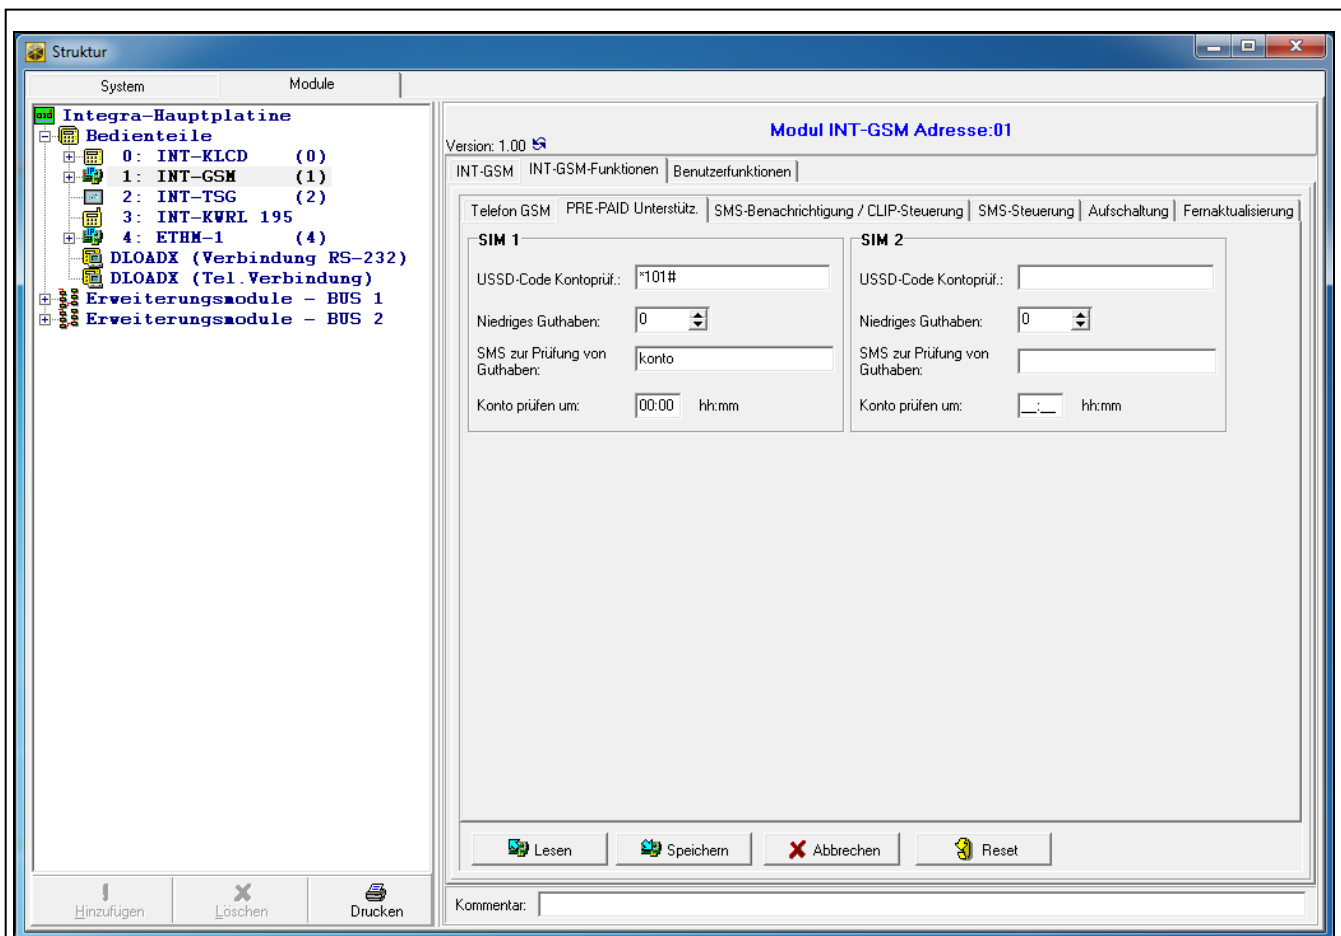 Struktur
System
Module
Integra-Hauptplatine
Bedienteile
0: INT-KLCD (0)
1: INT-GSM (1)
2: INT-TSG (2)
3: INT-KWRL 195
4: ETHM-1 (4)
DLOADX (Verbindung RS-232)
DLOADX (Tel.Verbindung)
Erweiterungsmodule - BUS 1
Erweiterungsmodule - BUS 2
Hinzufügen
Löschen
Drucken
Modul INT-GSM Adresse:01
Version: 1.00
INT-GSM
INT-GSM-Funktionen
Benutzerfunktionen
Telefon GSM
PRE-PAID Unterstütz.
SMS-Benachrichtigung / CLIP-Steuerung
SMS-Steuerung
Aufschaltung
Fernaktualisierung
SIM 1
USSD-Code Kontoprüf.: *101#
Niedriges Guthaben: 0
SMS zur Prüfung von
Guthaben:
konto
Konto prüfen um: 00:00 hh:mm
SIM 2
USSD-Code Kontoprüf.:
Niedriges Guthaben: 0
SMS zur Prüfung von
Guthaben:
Konto prüfen um: __:__ hh:mm
Lesen
Speichern
Abbrechen
Reset
Kommentar: